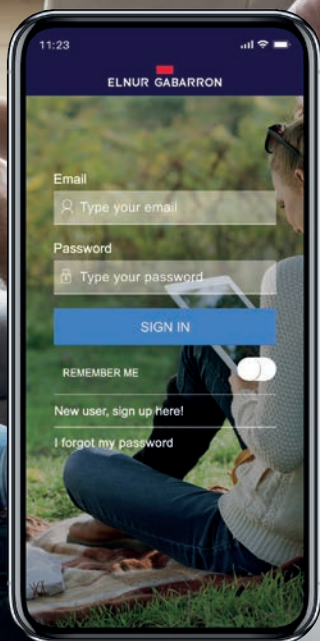 11:23
ELNUR GABARRON
Email
Type your email
Password
Type your password
SIGN IN
REMEMBER ME
New user, sign up here!
I forgot my password